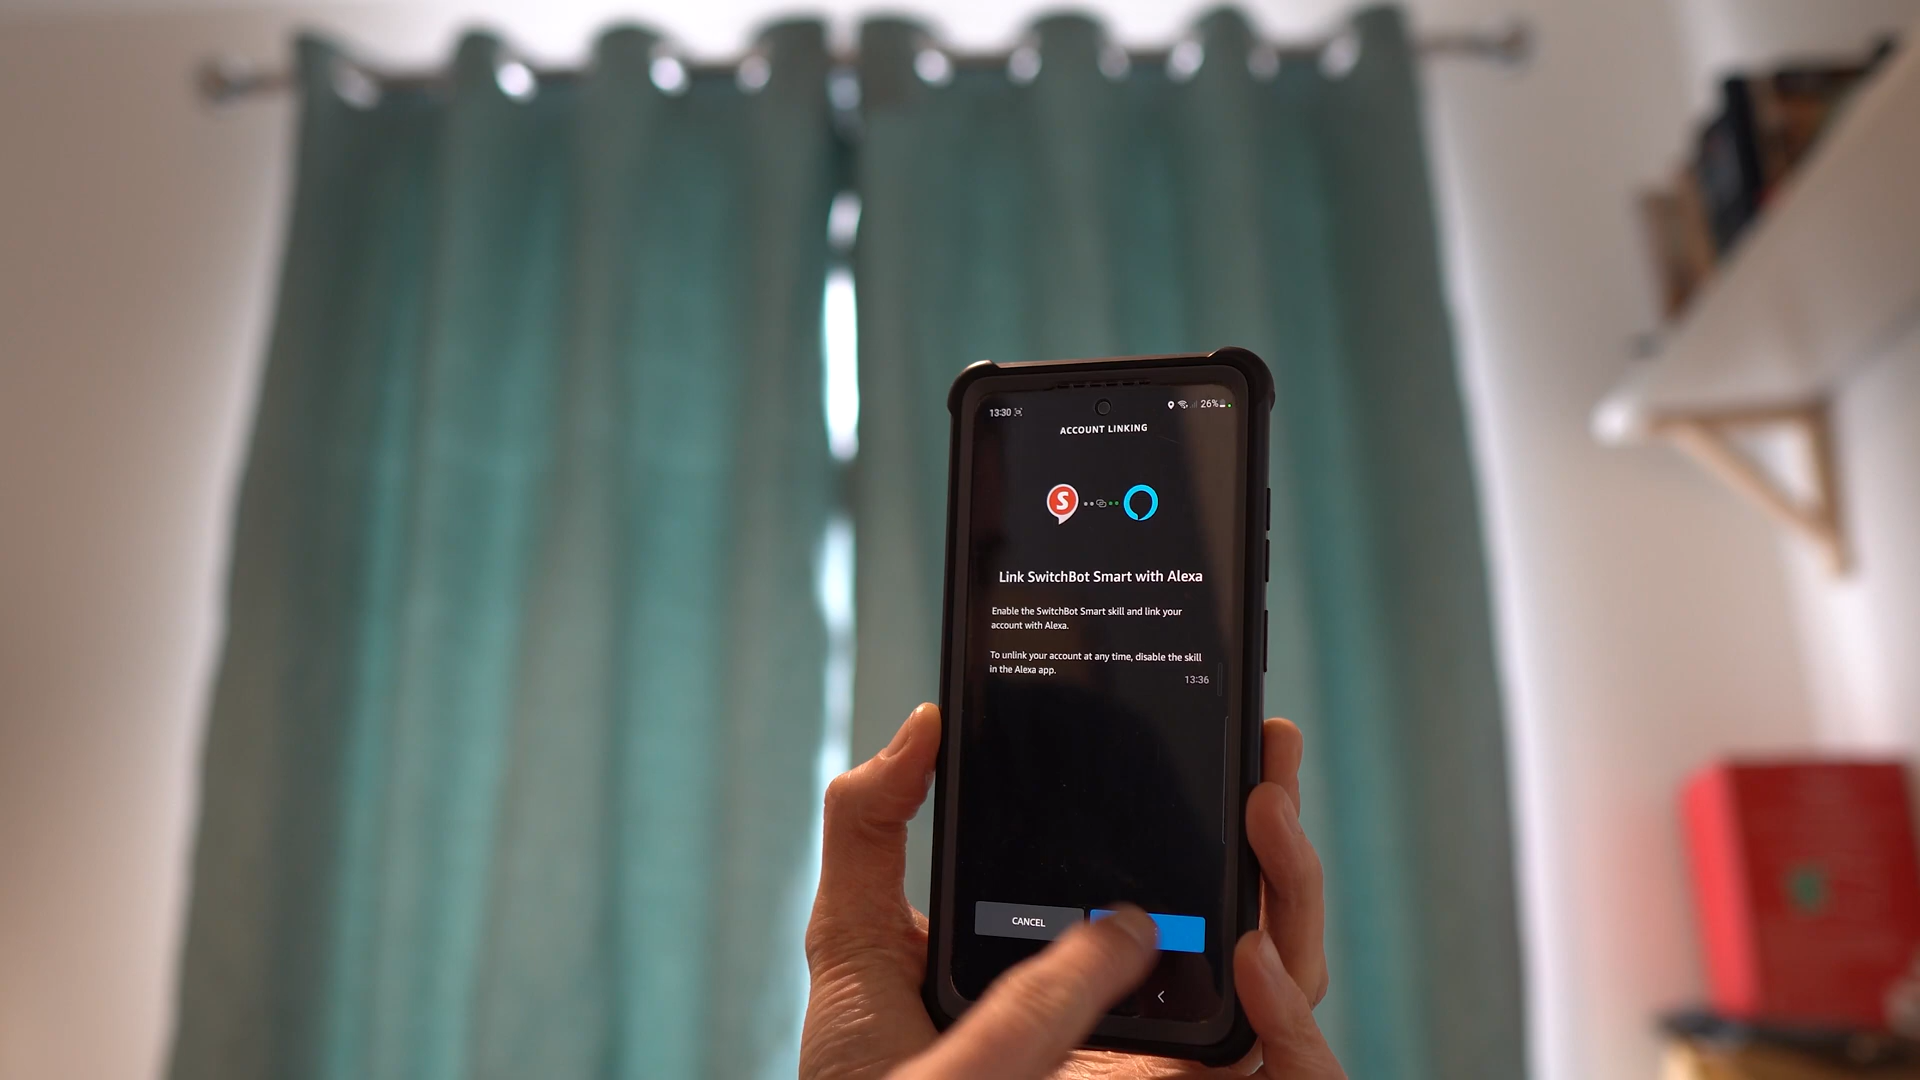 13:30 26%
ACCOUNT LINKING
S
Link SwitchBot Smart with Alexa
Enable the SwitchBot Smart skill and link your
account with Alexa.
To unlink your account at any time, disable the skill
in the Alexa app.
13:36
CANCEL